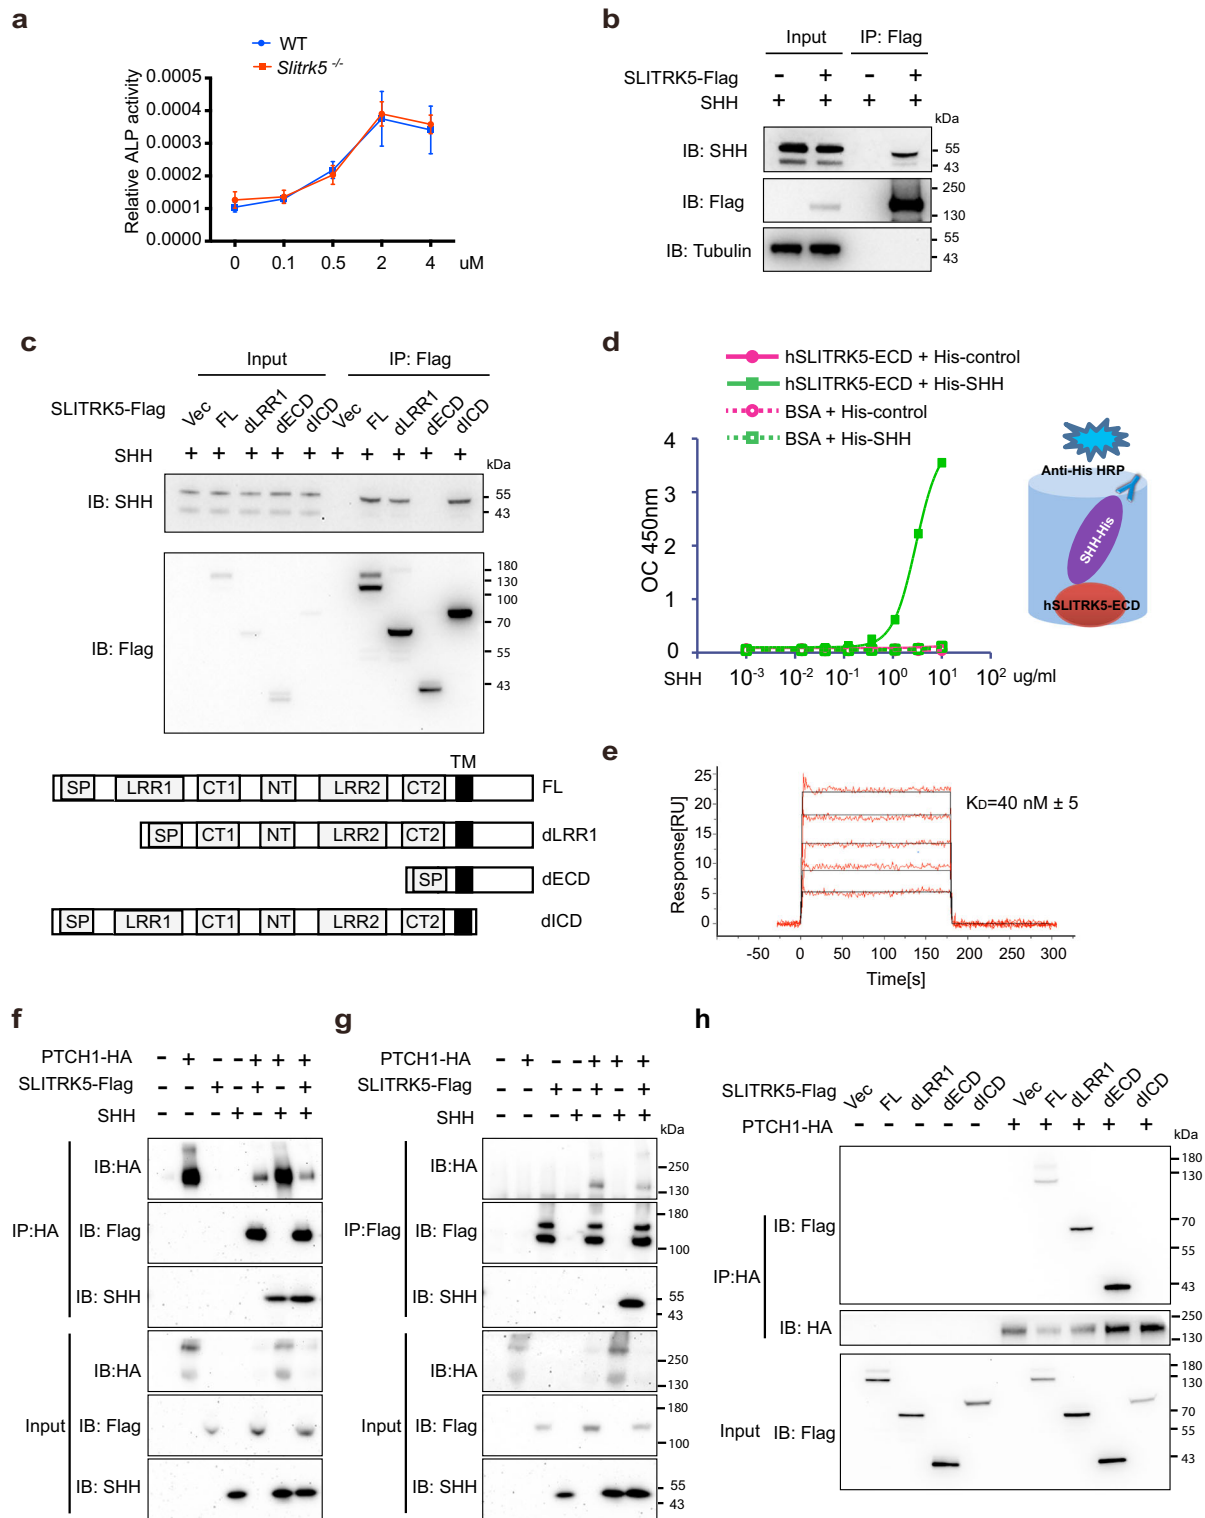 a
WT
Slitrk5 -/-
Relative ALP activity
0.0005
0.0004
0.0003
0.0002
0.0001
0.0000
0 0.1 0.5 2 4 uM
b
Input IP: Flag
SLITRK5-Flag - + - +
SHH + + + +
kDa
IB: SHH 55
43
IB: Flag 250
130
IB: Tubulin 55
43
c
Input IP: Flag
SLITRK5-Flag Vec FL dLRR1 dECD dICD Vec FL dLRR1 dECD dICD
SHH + + + + + + + + + +
kDa
IB: SHH 55
43
IB: Flag
180
130
100
70
55
43
TM
SP LRR1 CT1 NT LRR2 CT2 FL
SP CT1 NT LRR2 CT2 dLRR1
SP dECD
SP LRR1 CT1 NT LRR2 CT2 dICD
d
hSLITRK5-ECD + His-control
hSLITRK5-ECD + His-SHH
BSA + His-control
BSA + His-SHH
OC 450nm
4
3
2
1
0
SHH 10-3 10-2 10-1 100 101 102 ug/ml
Anti-His HRP
SHH-His
hSLITRK5-ECD
e
Response[RU]
25
20
15
10
5
0
KD=40 nM ± 5
-50 0 50 100 150 200 250 300
Time[s]
f
PTCH1-HA - + - - + + +
SLITRK5-Flag - - + - + - +
SHH - - - + - + +
IP:HA
IB:HA
IB: Flag
IB: SHH
Input
IB:HA
IB: Flag
IB: SHH
g
PTCH1-HA - + - - + + +
SLITRK5-Flag - - + - + - +
SHH - - - + - + +
kDa
IP:Flag
IB:HA 250
130
IB: Flag 180
100
IB: SHH 55
43
Input
IB:HA 250
130
IB: Flag 180
100
IB: SHH 55
43
h
SLITRK5-Flag Vec FL dLRR1 dECD dICD Vec FL dLRR1 dECD dICD
PTCH1-HA - - - - - + + + + +
kDa
IP:HA
IB: Flag
180
130
70
55
43
IB: HA 250
130
Input IB: Flag
180
130
70
55
43